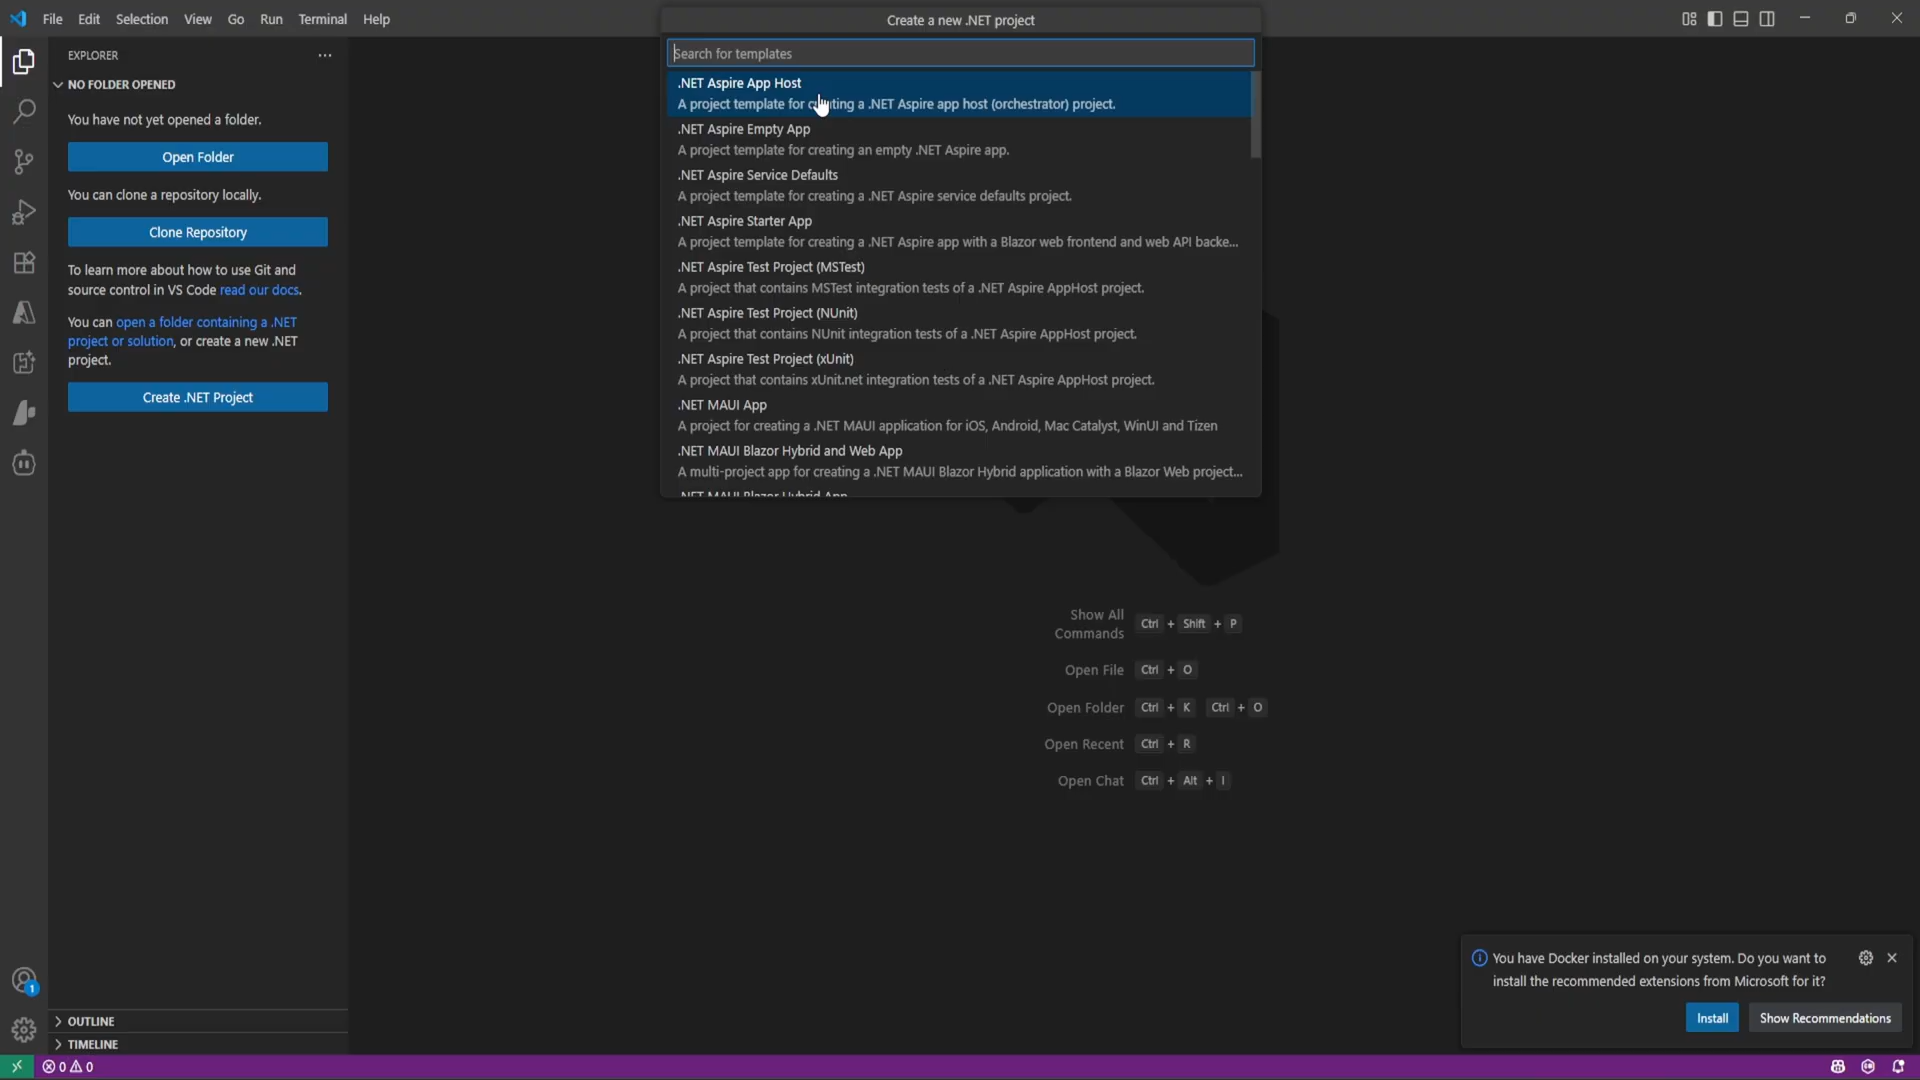 File Edit Selection View Go Run Terminal Help
Create a new .NET project
Search for templates
.NET Aspire App Host
A project template for creating a .NET Aspire app host (orchestrator) project.
.NET Aspire Empty App
A project template for creating an empty .NET Aspire app.
.NET Aspire Service Defaults
A project template for creating a .NET Aspire service defaults project.
.NET Aspire Starter App
A project template for creating a .NET Aspire app with a Blazor web frontend and web API backe...
.NET Aspire Test Project (MSTest)
A project that contains MSTest integration tests of a .NET Aspire AppHost project.
.NET Aspire Test Project (NUnit)
A project that contains NUnit integration tests of a .NET Aspire AppHost project.
.NET Aspire Test Project (xUnit)
A project that contains xUnit.net integration tests of a .NET Aspire AppHost project.
.NET MAUI App
A project for creating a .NET MAUI application for iOS, Android, Mac Catalyst, WinUI and Tizen
.NET MAUI Blazor Hybrid and Web App
A multi-project app for creating a .NET MAUI Blazor Hybrid application with a Blazor Web project...
.NET MAUI Blazor Hybrid App
EXPLORER
NO FOLDER OPENED
You have not yet opened a folder.
Open Folder
You can clone a repository locally.
Clone Repository
To learn more about how to use Git and
source control in VS Code read our docs.
You can open a folder containing a .NET
project or solution, or create a new .NET
project.
Create .NET Project
Show All
Commands Ctrl + Shift + P
Open File Ctrl + O
Open Folder Ctrl + K Ctrl + O
Open Recent Ctrl + R
Open Chat Ctrl + Alt + I
You have Docker installed on your system. Do you want to
install the recommended extensions from Microsoft for it?
Install Show Recommendations
1
OUTLINE
TIMELINE
0 0